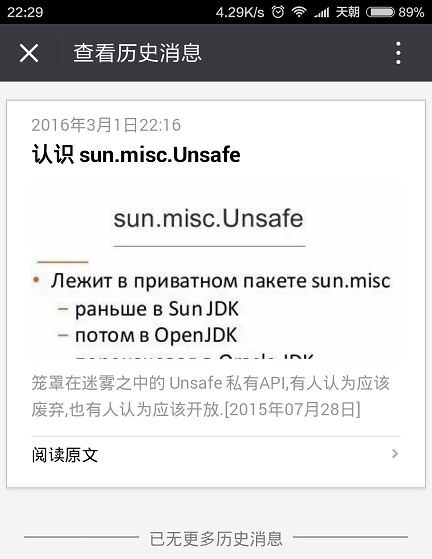 22:29 4.29K/s 天朝 89%
查看历史消息
2016年3月1日22:16
认识 sun.misc.Unsafe
sun.misc.Unsafe
• Лежит в приватном пакете sun.misc
– раньше в Sun JDK
– потом в OpenJDK
笼罩在迷雾之中的 Unsafe 私有API,有人认为应该
废弃,也有人认为应该开放.[2015年07月28日]
阅读原文
已无更多历史消息